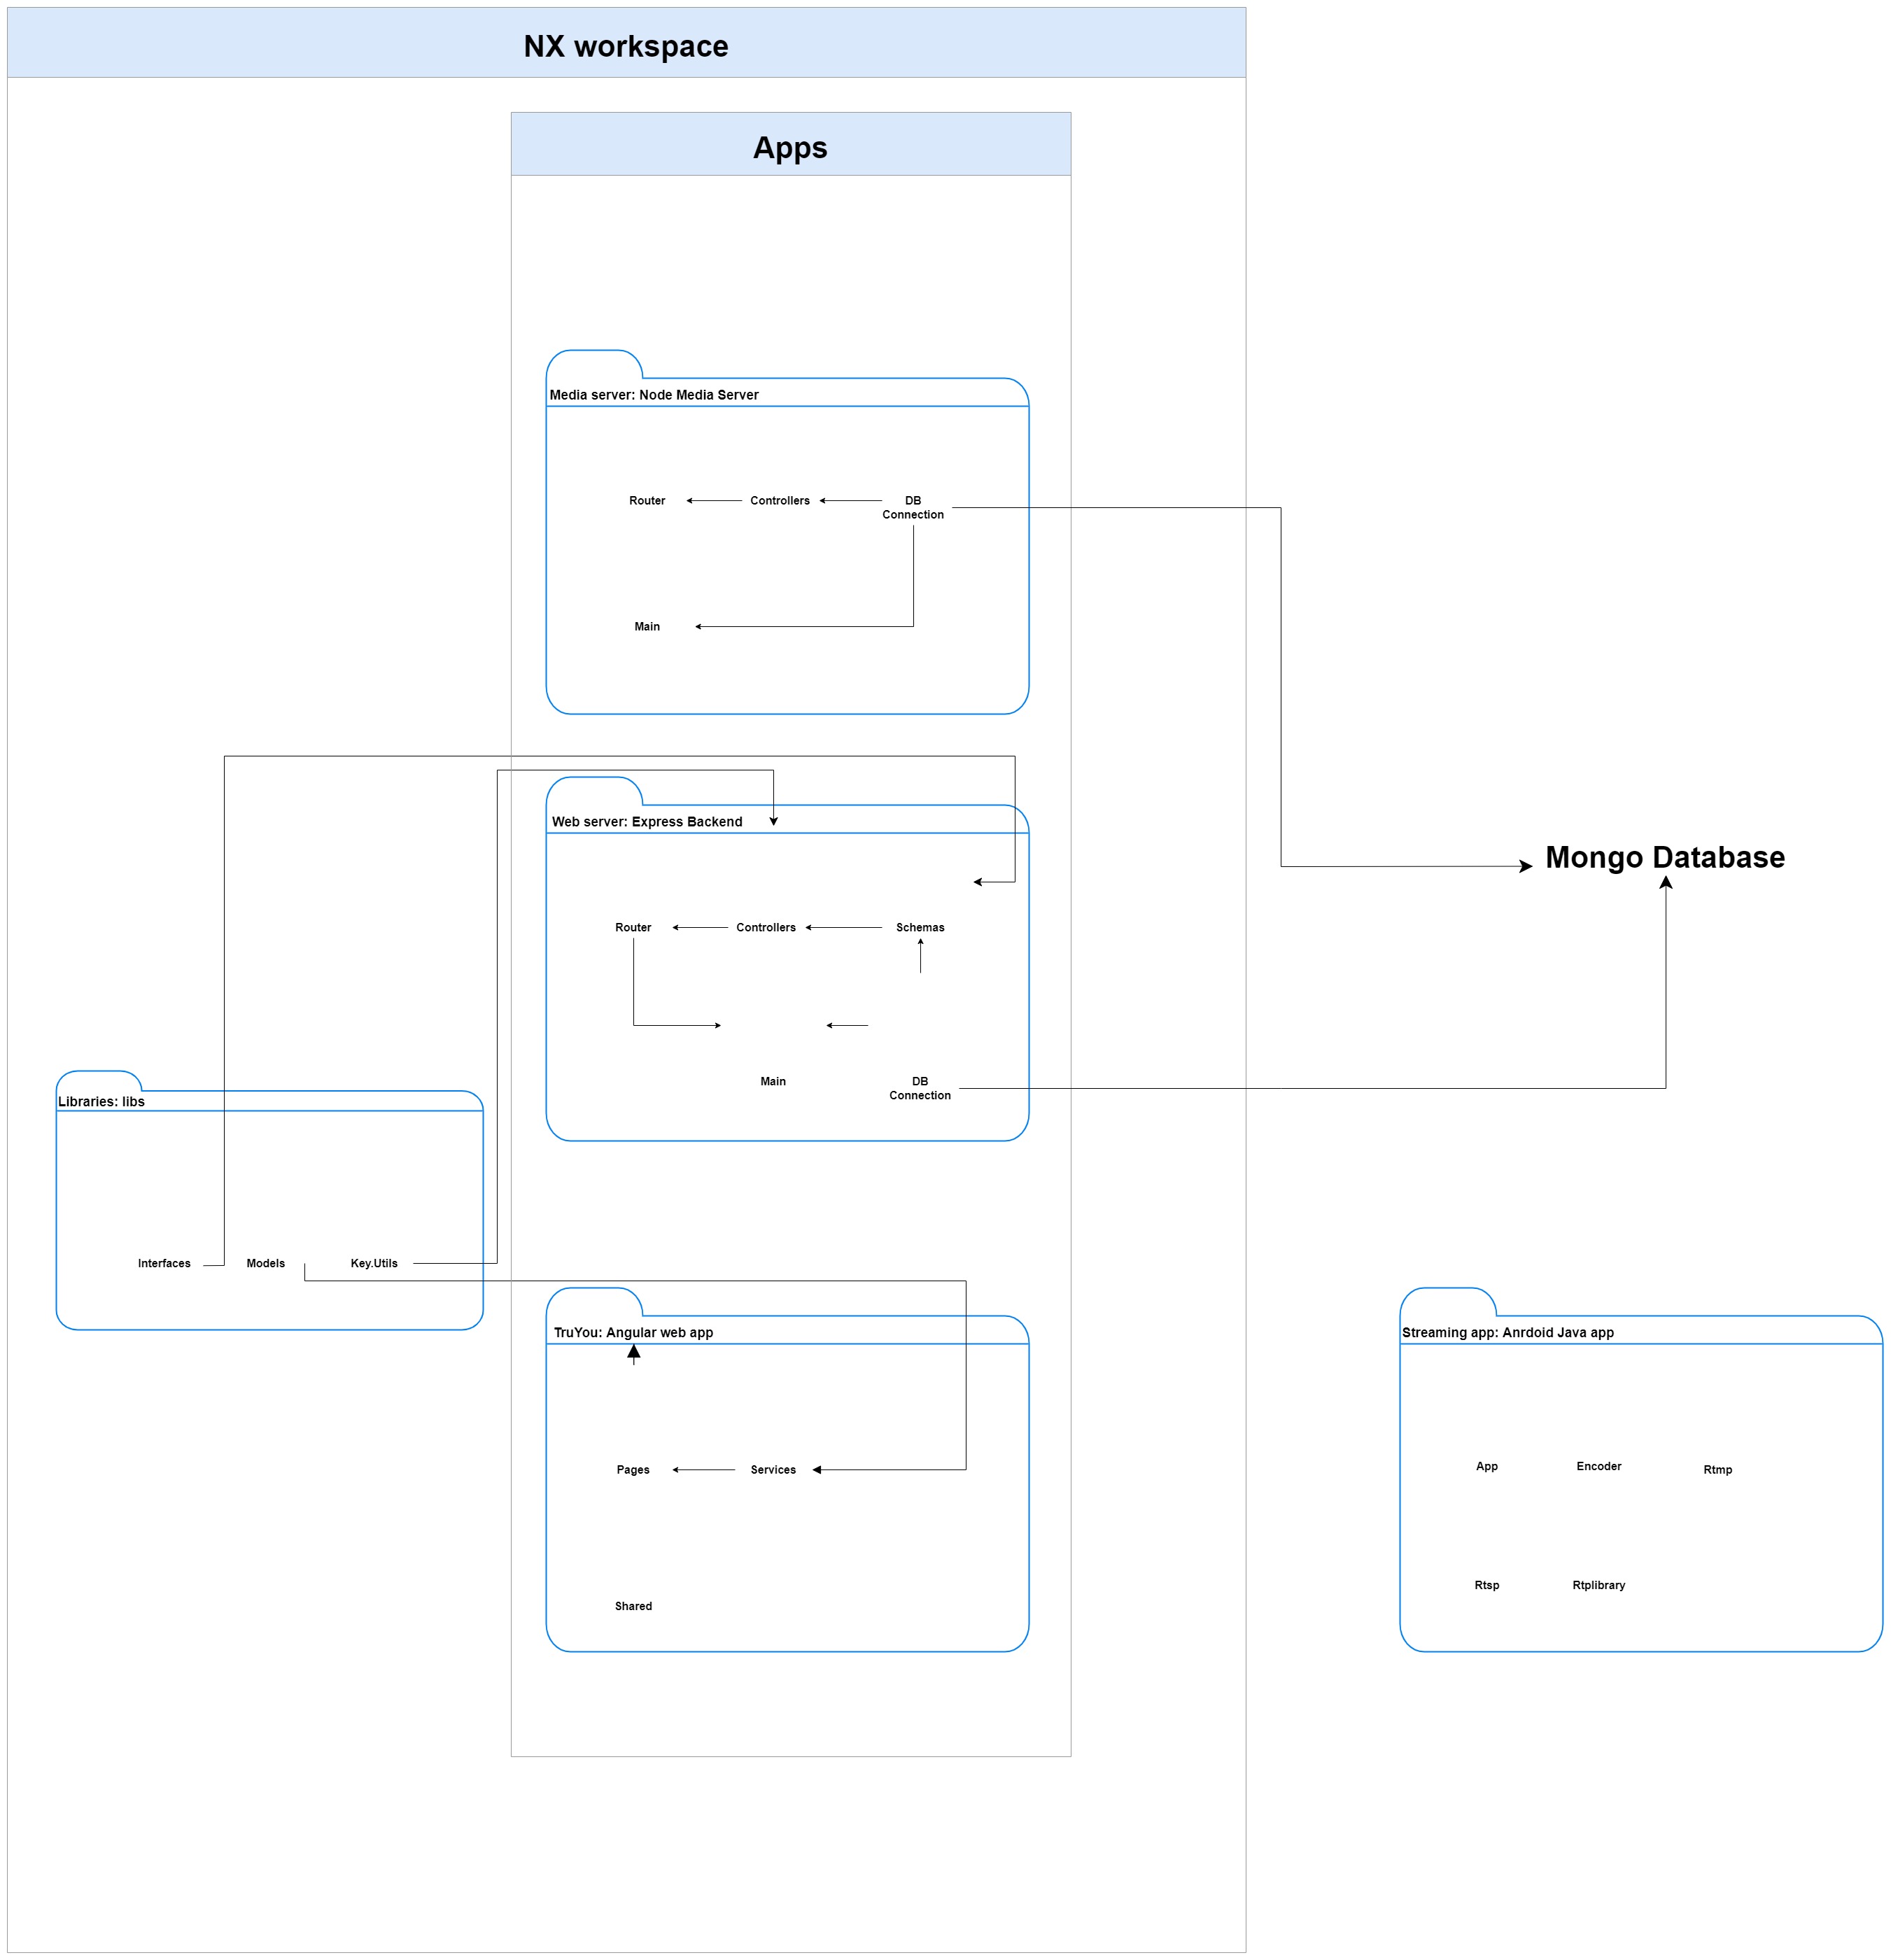 NX workspace
Apps
Media server: Node Media Server
Router
Controllers
DB
Connection
Main
Web server: Express Backend
Router
Controllers
Schemas
Main
DB
Connection
Mongo Database
Libraries: libs
Interfaces
Models
Key.Utils
TruYou: Angular web app
Pages
Services
Shared
Streaming app: Anrdoid Java app
App
Encoder
Rtmp
Rtsp
Rtplibrary